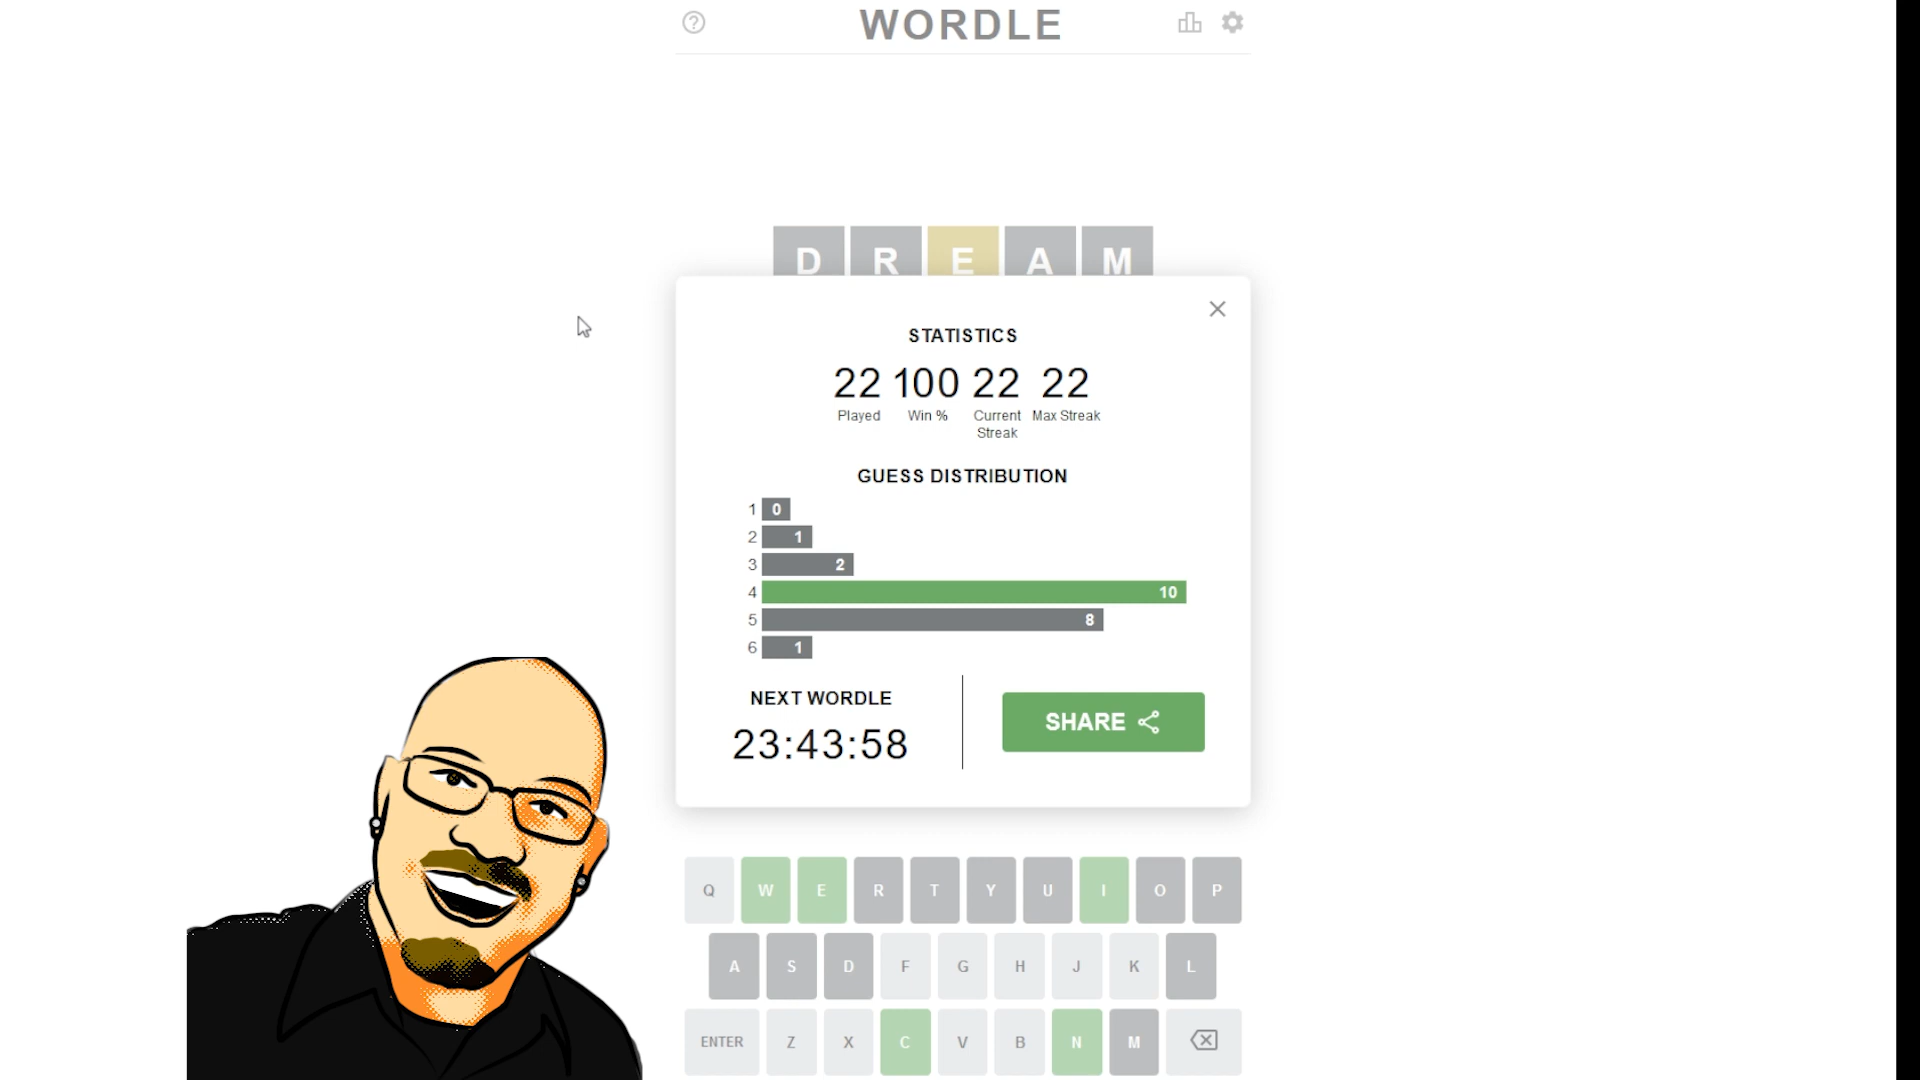 WORDLE
D R E A M
STATISTICS
22 100 22 22
Played Win % Current Streak Max Streak
GUESS DISTRIBUTION
1 0
2 1
3 2
4 10
5 8
6 1
NEXT WORDLE
23:43:58
SHARE
Q W E R T Y U I O P
A S D F G H J K L
ENTER Z X C V B N M